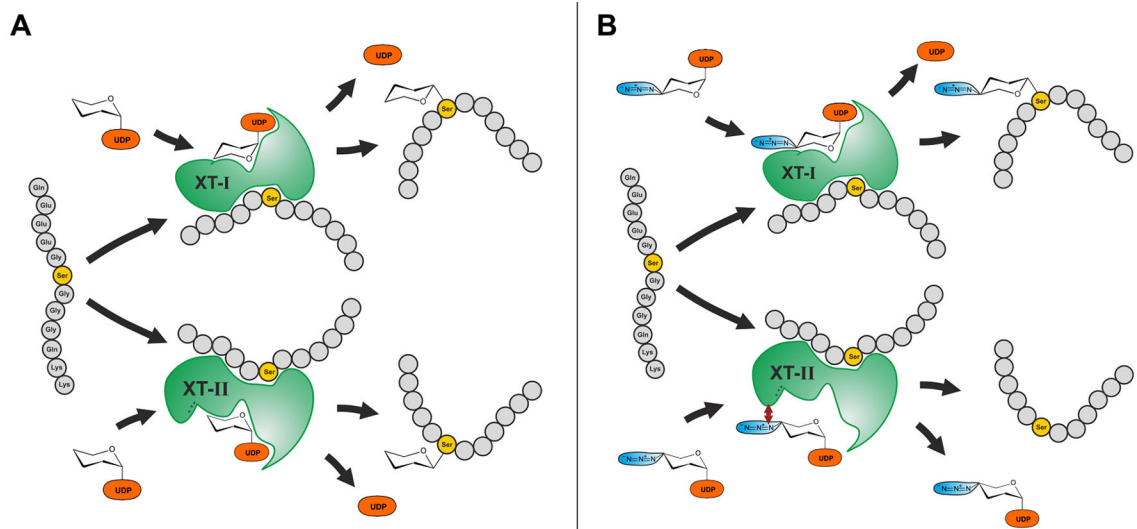 A
UDP
UDP
UDP
Ser
XT-I
Ser
Gln
Glu
Glu
Glu
Gly
Ser
Gly
Gly
Gly
Gln
Lys
Lys
Ser
XT-II
UDP
Ser
UDP
UDP
O
O
O
O
O
O
B
UDP
UDP
N=N=N
O
N=N=N
O
Ser
UDP
N=N=N
O
XT-I
Ser
Gln
Glu
Glu
Glu
Gly
Ser
Gly
Gly
Gly
Gln
Lys
Lys
Ser
XT-II
N=N=N
O
UDP
Ser
N=N=N
O
UDP
N=N=N
O
UDP